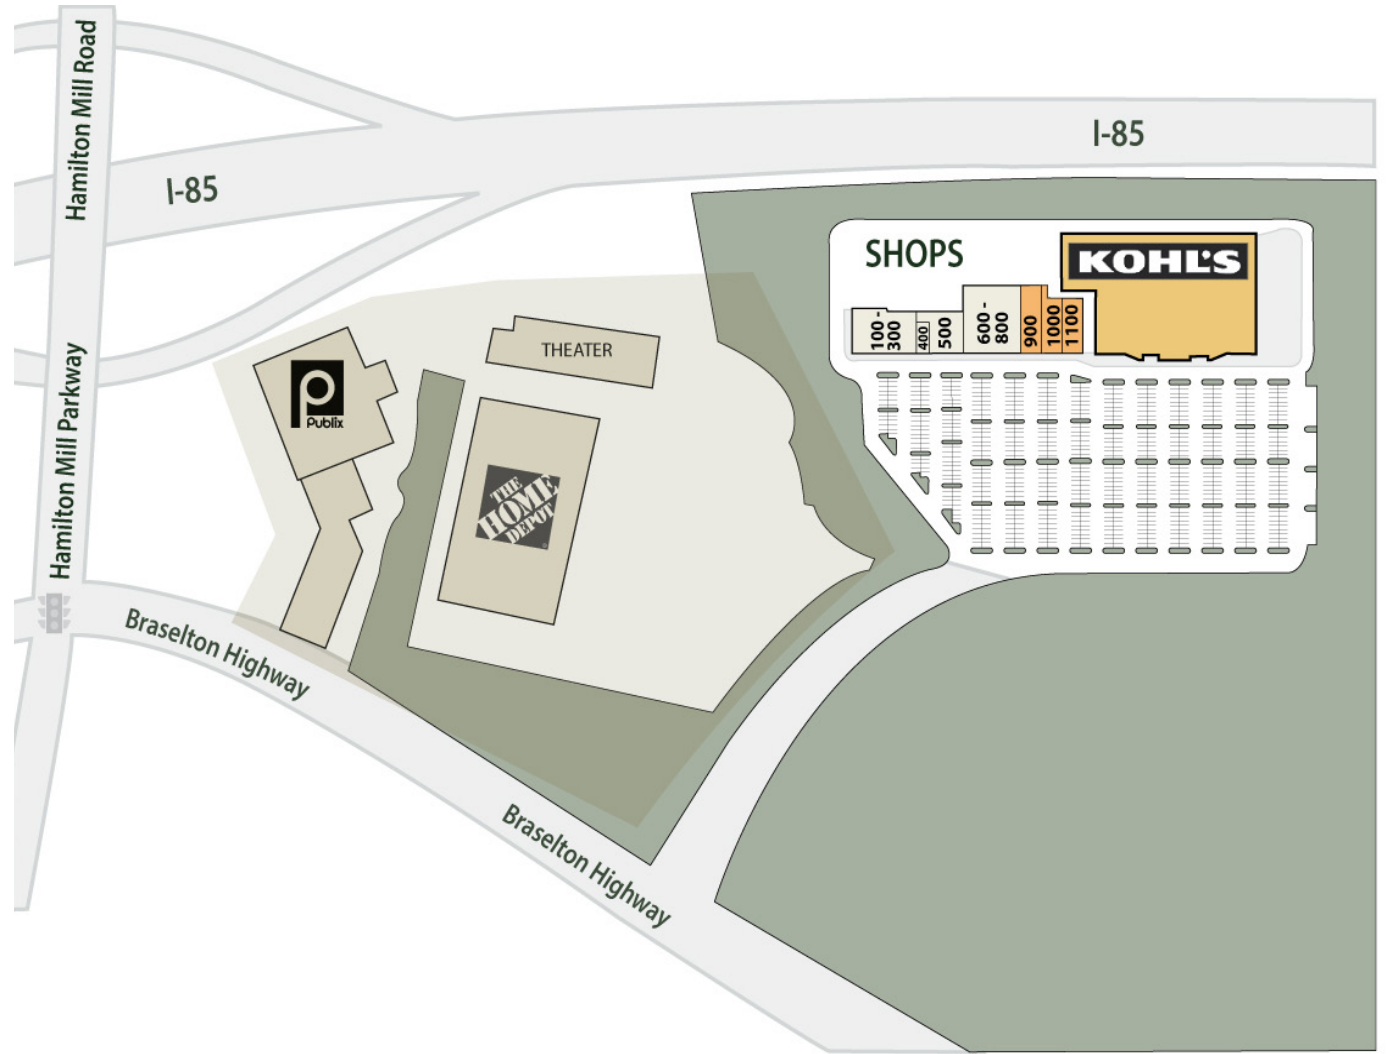 Hamilton Mill Road
I-85
I-85
SHOPS
KOHL'S
100 -
300
400
500
600 -
800
900
1000
1100
THEATER
Publix
THE
HOME
DEPOT
Hamilton Mill Parkway
Braselton Highway
Braselton Highway